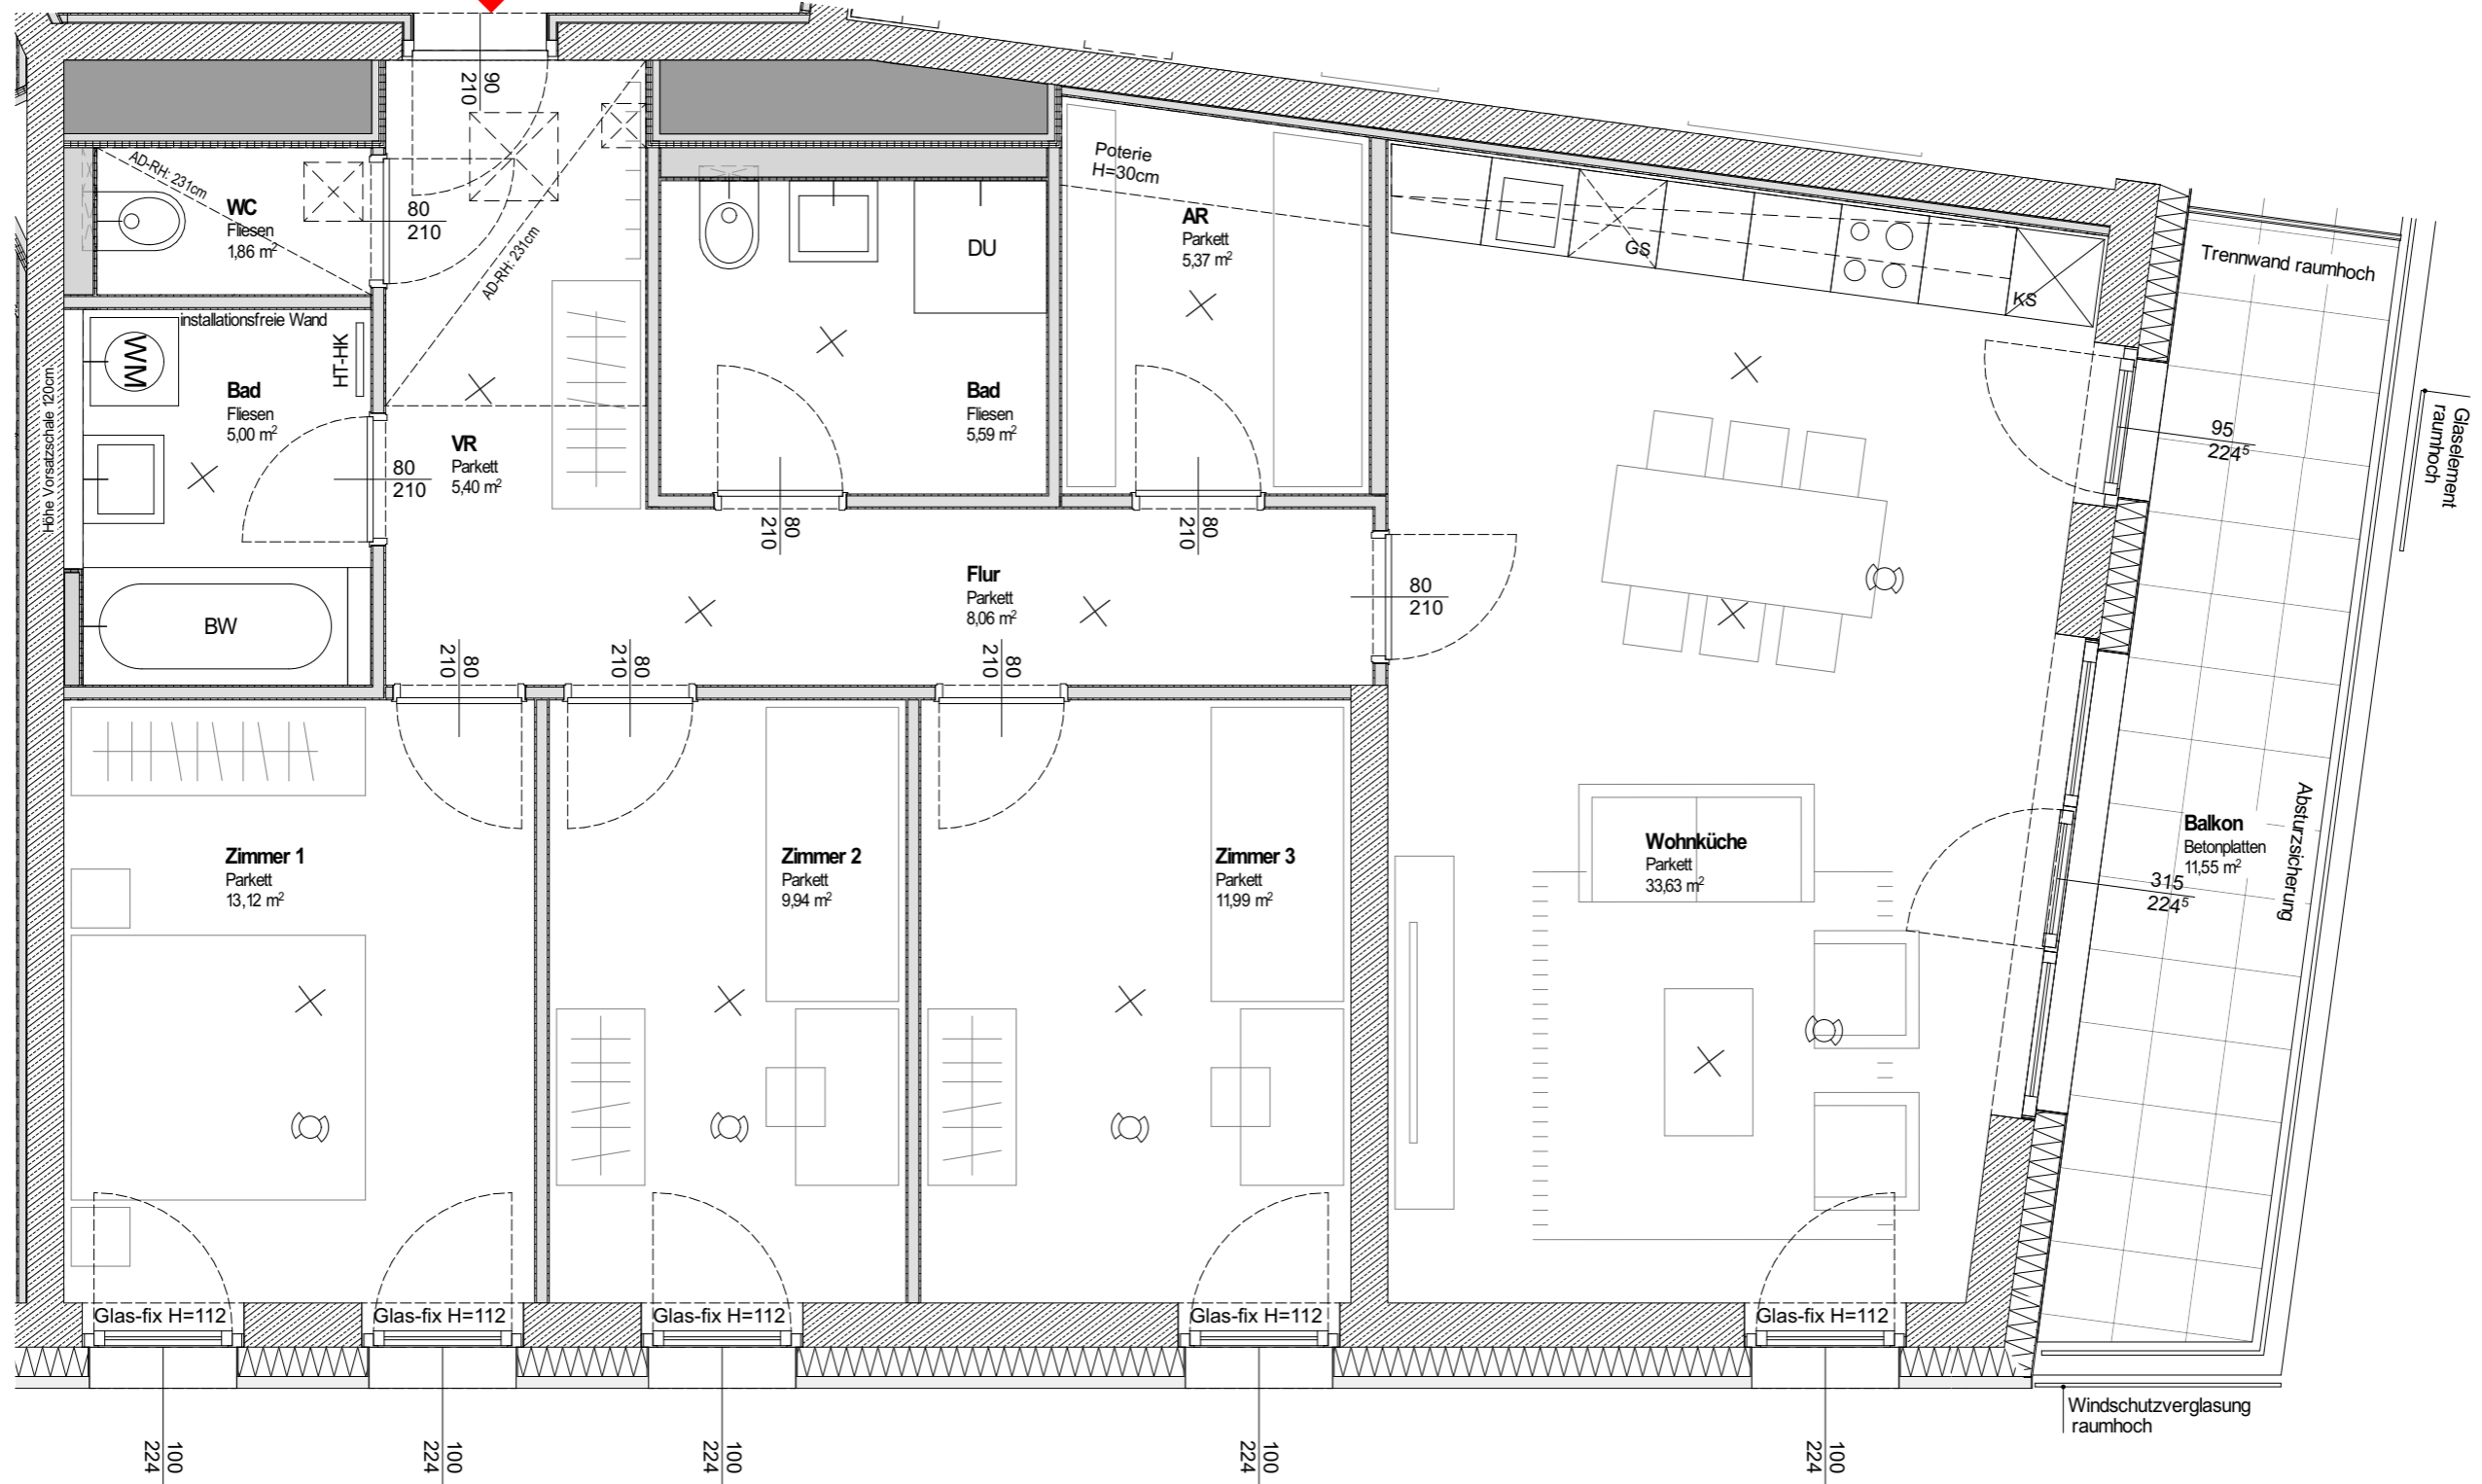 90
210
AD-RH: 231cm
WC
Fliesen
1,86 m²
80
210
AD-RH: 231cm
DU
Poterie
H=30cm
AR
Parkett
5,37 m²
GS
KS
Trennwand raumhoch
Glaselement
raumhoch
95
224⁵
installationsfreie Wand
WM
HT-HK
Höhe Vorsatzschale 120cm
Bad
Fliesen
5,00 m²
80
210
VR
Parkett
5,40 m²
Bad
Fliesen
5,59 m²
80
210
80
210
BW
Flur
Parkett
8,06 m²
80
210
80
210
80
210
80
210
Zimmer 1
Parkett
13,12 m²
Zimmer 2
Parkett
9,94 m²
Zimmer 3
Parkett
11,99 m²
Wohnküche
Parkett
33,63 m²
Balkon
Betonplatten
11,55 m²
315
224⁵
Absturzsicherung
Glas-fix H=112
Glas-fix H=112
Glas-fix H=112
Glas-fix H=112
Glas-fix H=112
Windschutzverglasung
raumhoch
100
224
100
224
100
224
100
224
100
224